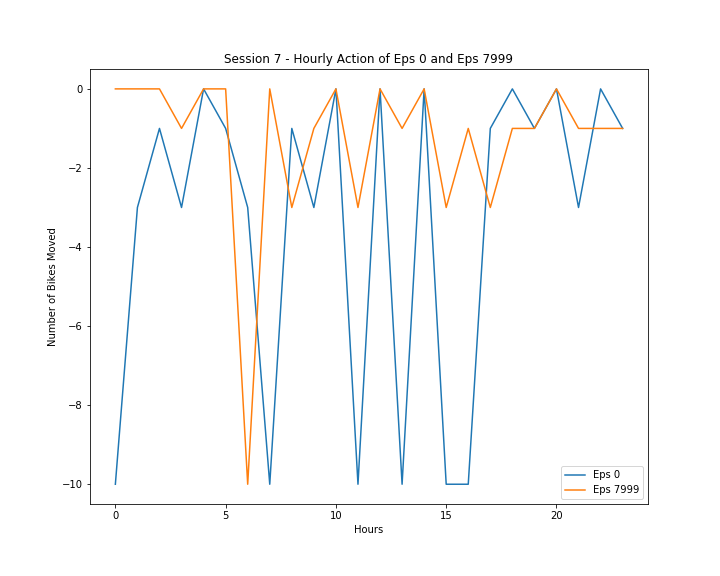 Session 7 - Hourly Action of Eps 0 and Eps 7999
0
−2
−4
−6
−8
−10
Number of Bikes Moved
0 5 10 15 20
Hours
Eps 0
Eps 7999